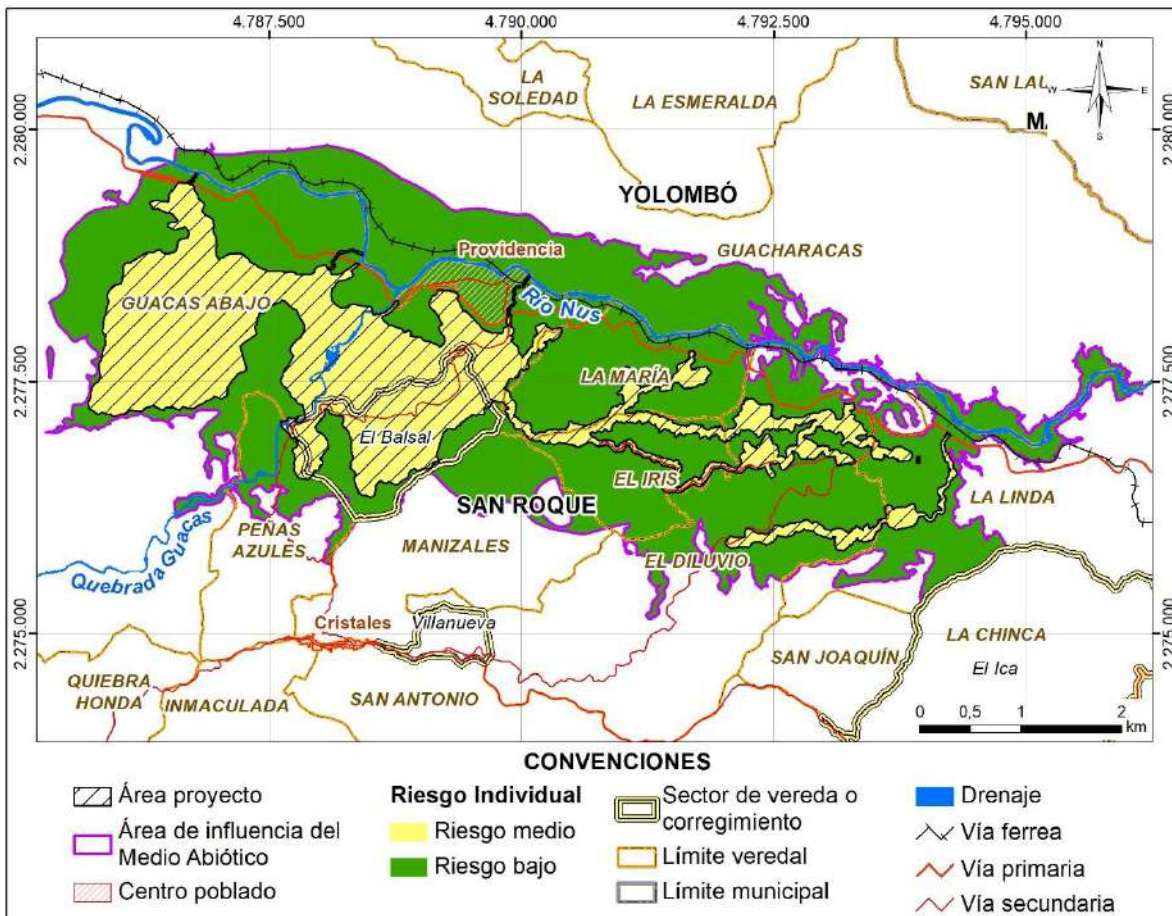 4.787.500
4.790.000
4.792.500
4.795.000
2.280.000
2.280.000
2.277.500
2.277.500
2.275.000
2.275.000
N
W
E
S
LA
SOLEDAD
LA ESMERALDA
SAN LAU
YOLOMBÓ
GUACHARACAS
Providencia
GUACAS ABAJO
Río Nus
LA MARÍA
El Balsal
EL IRIS
SAN ROQUE
LA LINDA
PEÑAS
AZULES
MANIZALES
EL DILUVIO
Quebrada Guacas
Cristales
Villanueva
LA CHINCA
SAN JOAQUÍN
El Ica
QUIEBRA
HONDA
INMACULADA
SAN ANTONIO
0 0,5 1 2
km
CONVENCIONES
Área proyecto
Área de influencia del
Medio Abiótico
Centro poblado
Riesgo Individual
Riesgo medio
Riesgo bajo
Sector de vereda o
corregimiento
Límite veredal
Límite municipal
Drenaje
Vía ferrea
Vía primaria
Vía secundaria